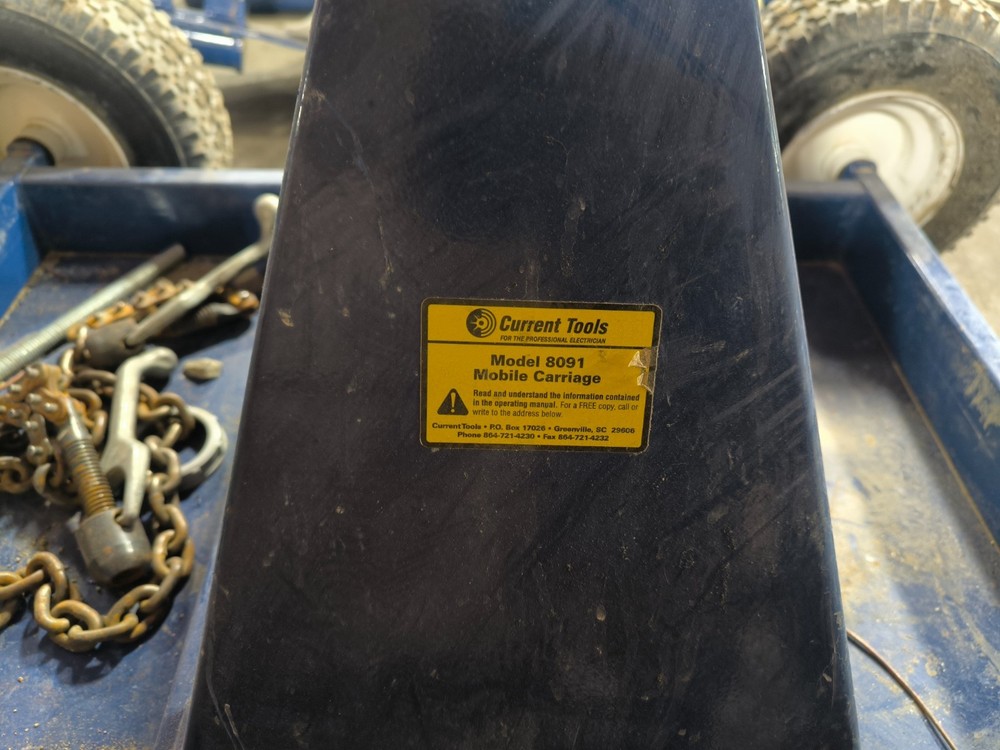 Current Tools
FOR THE PROFESSIONAL ELECTRICIAN
Model 8091
Mobile Carriage
Read and understand the information contained
in the operating manual. For a FREE copy, call or
write to the address below.
Current Tools • P.O. Box 17026 • Greenville, SC 29606
Phone 864-721-4230 • Fax 864-721-4232